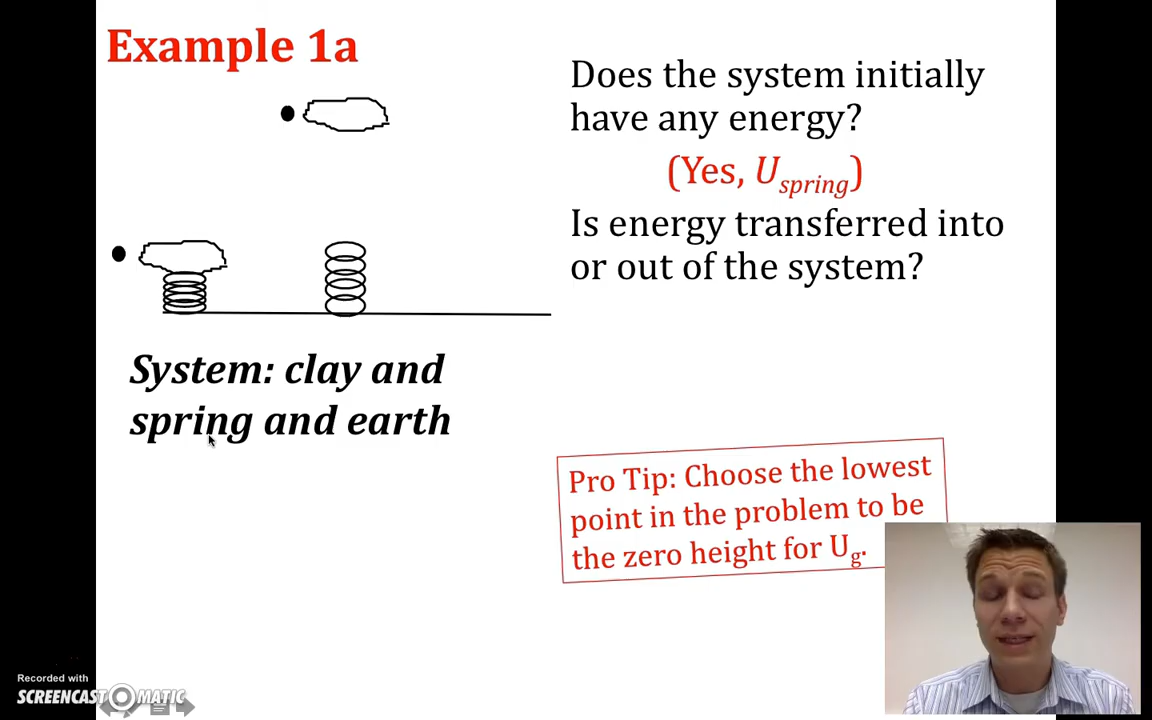 Example 1a
Does the system initially
have any energy?
(Yes, Uspring)
Is energy transferred into
or out of the system?
System: clay and
spring and earth
Pro Tip: Choose the lowest
point in the problem to be
the zero height for Ug.
Recorded with
SCREENCAST-O-MATIC